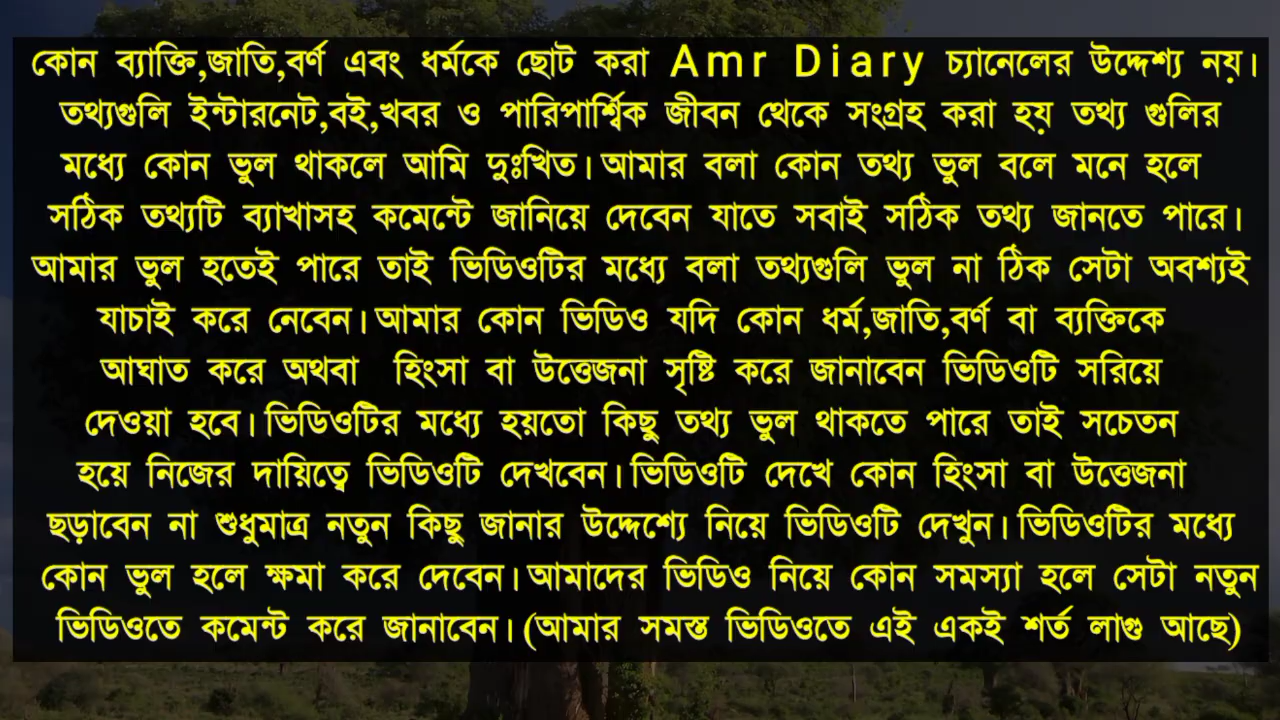 কোন ব্যাক্তি,জাতি,বর্ণ এবং ধর্মকে ছোট করা Amr Diary চ্যানেলের উদ্দেশ্য নয়।
তথ্যগুলি ইন্টারনেট,বই,খবর ও পারিপার্শ্বিক জীবন থেকে সংগ্রহ করা হয় তথ্য গুলির
মধ্যে কোন ভুল থাকলে আমি দুঃখিত। আমার বলা কোন তথ্য ভুল বলে মনে হলে
সঠিক তথ্যটি ব্যাখাসহ কমেন্টে জানিয়ে দেবেন যাতে সবাই সঠিক তথ্য জানতে পারে।
আমার ভুল হতেই পারে তাই ভিডিওটির মধ্যে বলা তথ্যগুলি ভুল না ঠিক সেটা অবশ্যই
যাচাই করে নেবেন। আমার কোন ভিডিও যদি কোন ধর্ম,জাতি,বর্ণ বা ব্যক্তিকে
আঘাত করে অথবা হিংসা বা উত্তেজনা সৃষ্টি করে জানাবেন ভিডিওটি সরিয়ে
দেওয়া হবে। ভিডিওটির মধ্যে হয়তো কিছু তথ্য ভুল থাকতে পারে তাই সচেতন
হয়ে নিজের দায়িত্বে ভিডিওটি দেখবেন। ভিডিওটি দেখে কোন হিংসা বা উত্তেজনা
ছড়াবেন না শুধুমাত্র নতুন কিছু জানার উদ্দেশ্যে নিয়ে ভিডিওটি দেখুন। ভিডিওটির মধ্যে
কোন ভুল হলে ক্ষমা করে দেবেন। আমাদের ভিডিও নিয়ে কোন সমস্যা হলে সেটা নতুন
ভিডিওতে কমেন্ট করে জানাবেন। (আমার সমস্ত ভিডিওতে এই একই শর্ত লাগু আছে)